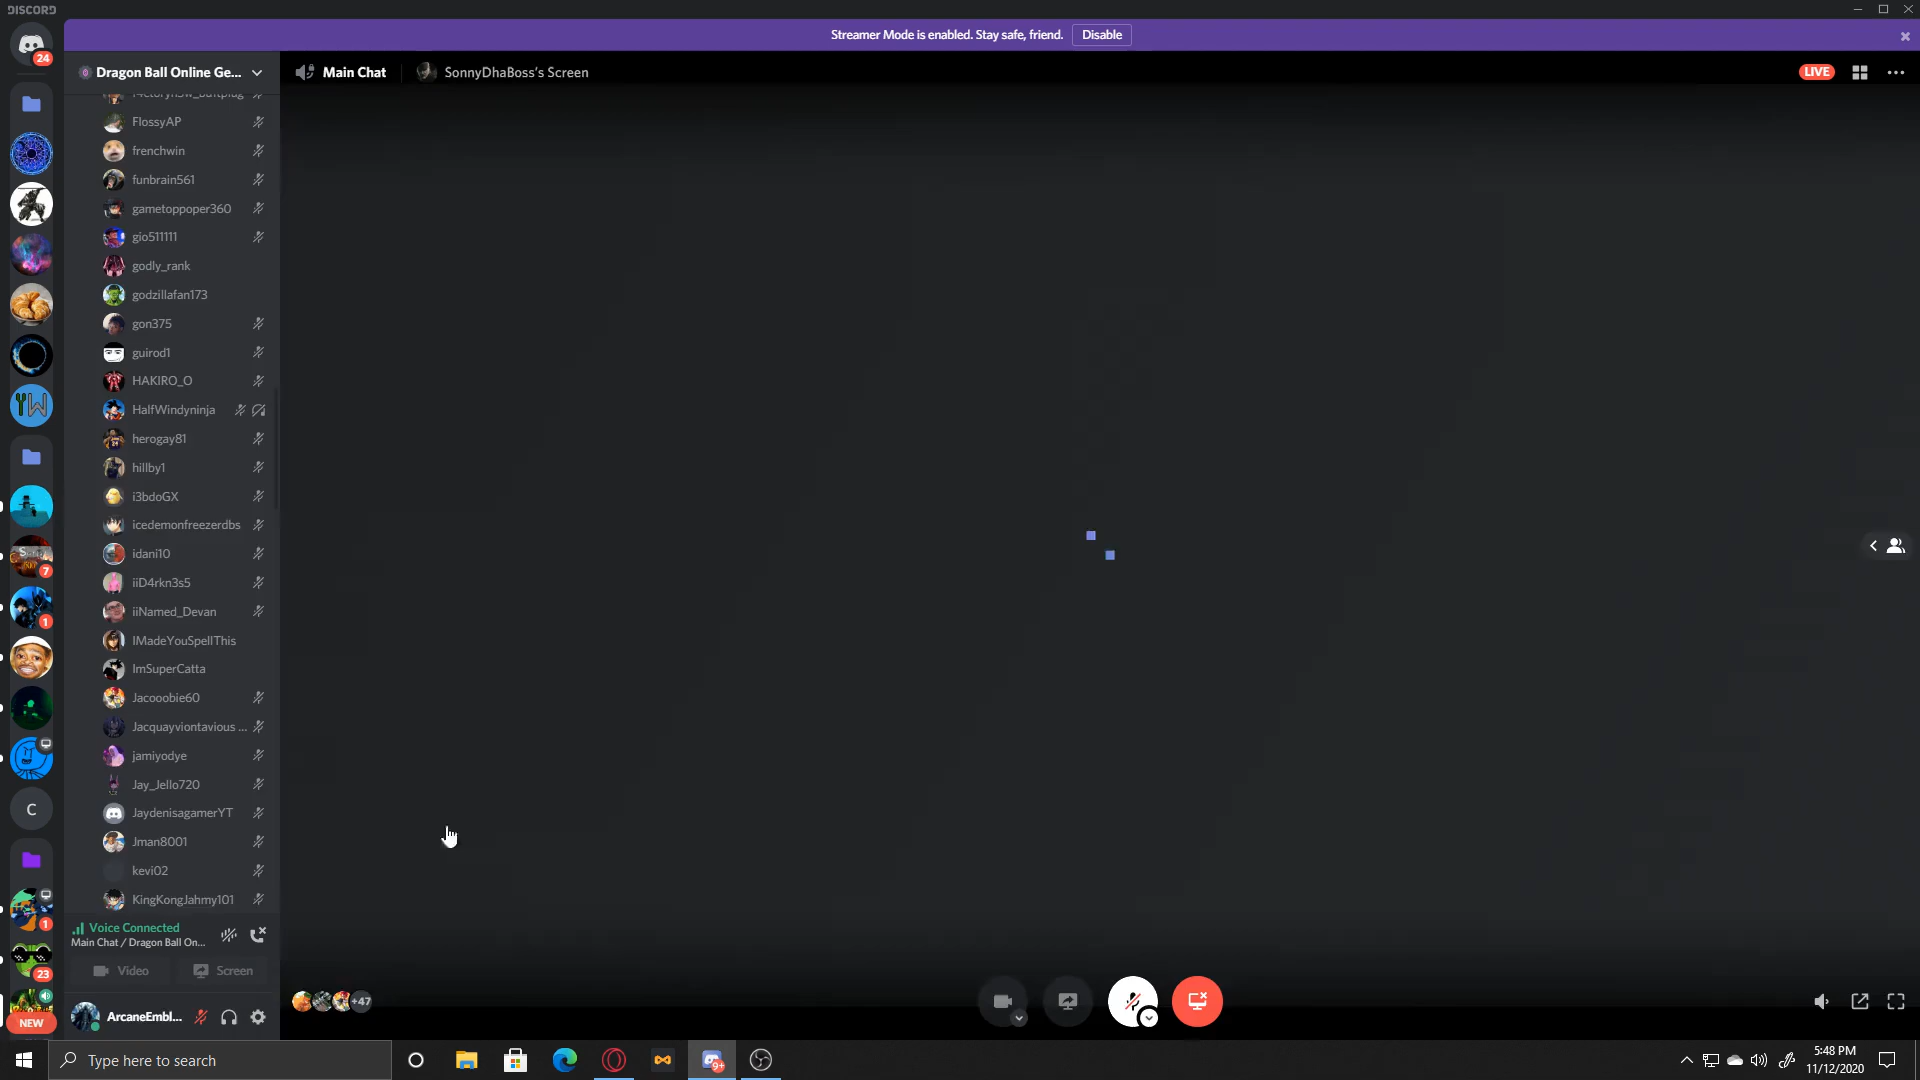 DISCORD
Streamer Mode is enabled. Stay safe, friend. Disable
24
Dragon Ball Online Ge...
Main Chat
SonnyDhaBoss's Screen
LIVE
FlossyAP
frenchwin
funbrain561
gametoppoper360
gio511111
godly_rank
godzillafan173
gon375
guirod1
HAKIRO_O
HalfWindyninja
herogay81
hillby1
i3bdoGX
icedemonfreezerdbs
idani10
iiD4rkn3s5
iiNamed_Devan
IMadeYouSpellThis
ImSuperCatta
Jacooobie60
Jacquayviontavious ...
jamiyodye
Jay_Jello720
JaydenisagamerYT
Jman8001
kevi02
KingKongJahmy101
YW
7
1
C
1
23
NEW
Voice Connected
Main Chat / Dragon Ball On...
Video
Screen
ArcaneEmbl...
+47
Type here to search
9+
5:48 PM
11/12/2020